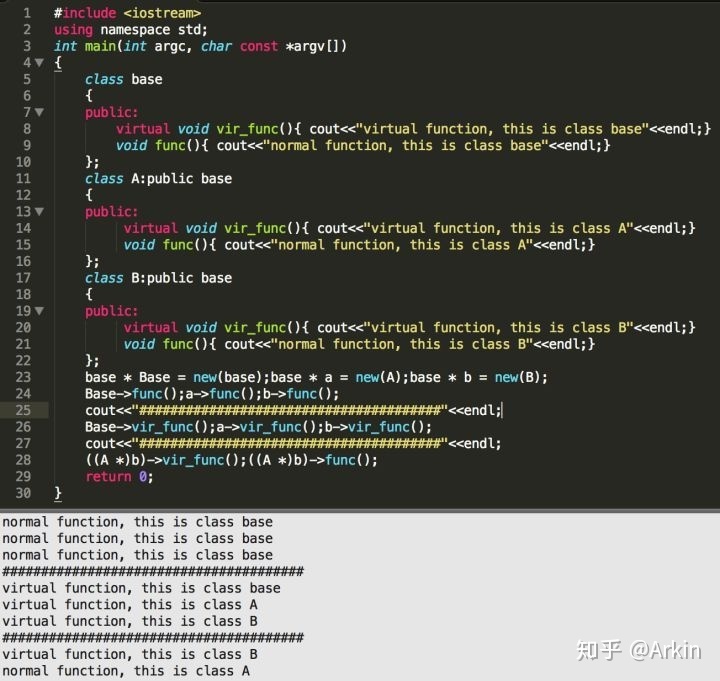 1 #include <iostream>
2 using namespace std;
3 int main(int argc, char const *argv[])
4 {
5 class base
6 {
7 public:
8 virtual void vir_func(){ cout<<"virtual function, this is class base"<<endl;}
9 void func(){ cout<<"normal function, this is class base"<<endl;}
10 };
11 class A:public base
12 {
13 public:
14 virtual void vir_func(){ cout<<"virtual function, this is class A"<<endl;}
15 void func(){ cout<<"normal function, this is class A"<<endl;}
16 };
17 class B:public base
18 {
19 public:
20 virtual void vir_func(){ cout<<"virtual function, this is class B"<<endl;}
21 void func(){ cout<<"normal function, this is class B"<<endl;}
22 };
23 base * Base = new(base);base * a = new(A);base * b = new(B);
24 Base->func();a->func();b->func();
25 cout<<"#######################################"<<endl;
26 Base->vir_func();a->vir_func();b->vir_func();
27 cout<<"#######################################"<<endl;
28 ((A *)b)->vir_func();((A *)b)->func();
29 return 0;
30 }
normal function, this is class base
normal function, this is class base
normal function, this is class base
#######################################
virtual function, this is class base
virtual function, this is class A
virtual function, this is class B
#######################################
virtual function, this is class B
normal function, this is class A
知乎 @Arkin